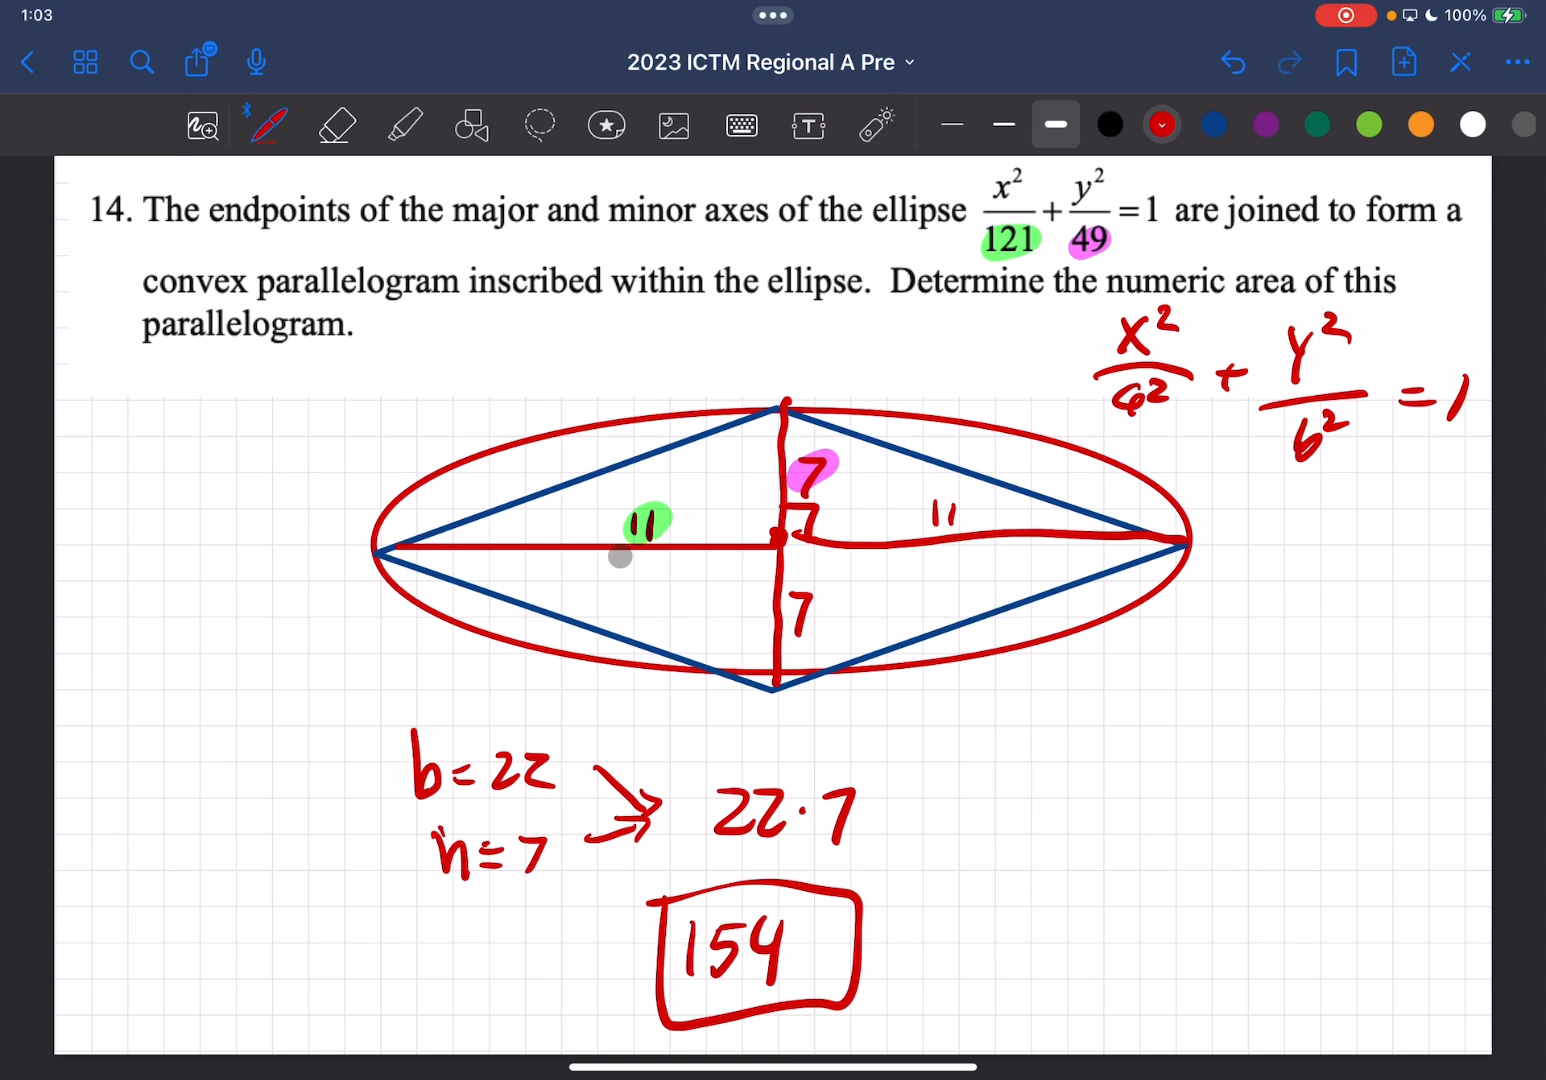 1:03
100%
2023 ICTM Regional A Pre
T
14. The endpoints of the major and minor axes of the ellipse x²/121 + y²/49 = 1 are joined to form a
convex parallelogram inscribed within the ellipse. Determine the numeric area of this
parallelogram.
x²/a² + y²/b² = 1
7
11
11
7
b = 22
h = 7
22 · 7
154